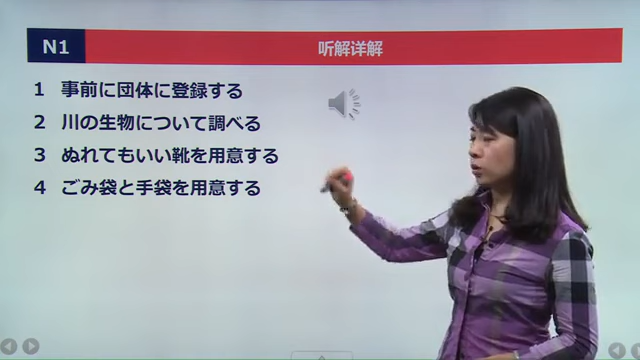 N1 听解详解
1 事前に団体に登録する
2 川の生物について調べる
3 ぬれてもいい靴を用意する
4 ごみ袋と手袋を用意する